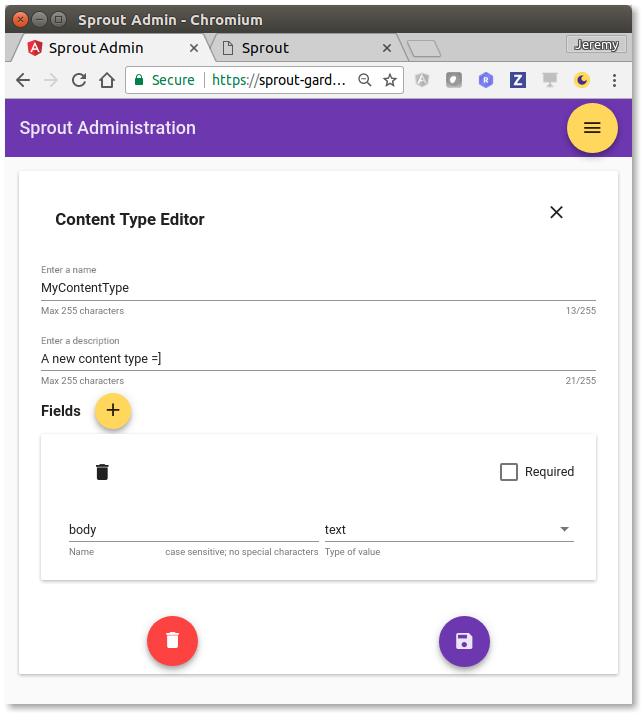 Sprout Admin - Chromium
Sprout Admin
Sprout
Jeremy
Secure
https://sprout-gard...
Sprout Administration
Content Type Editor
Enter a name
MyContentType
Max 255 characters 13/255
Enter a description
A new content type =]
Max 255 characters 21/255
Fields
Required
body text
Name case sensitive; no special characters Type of value